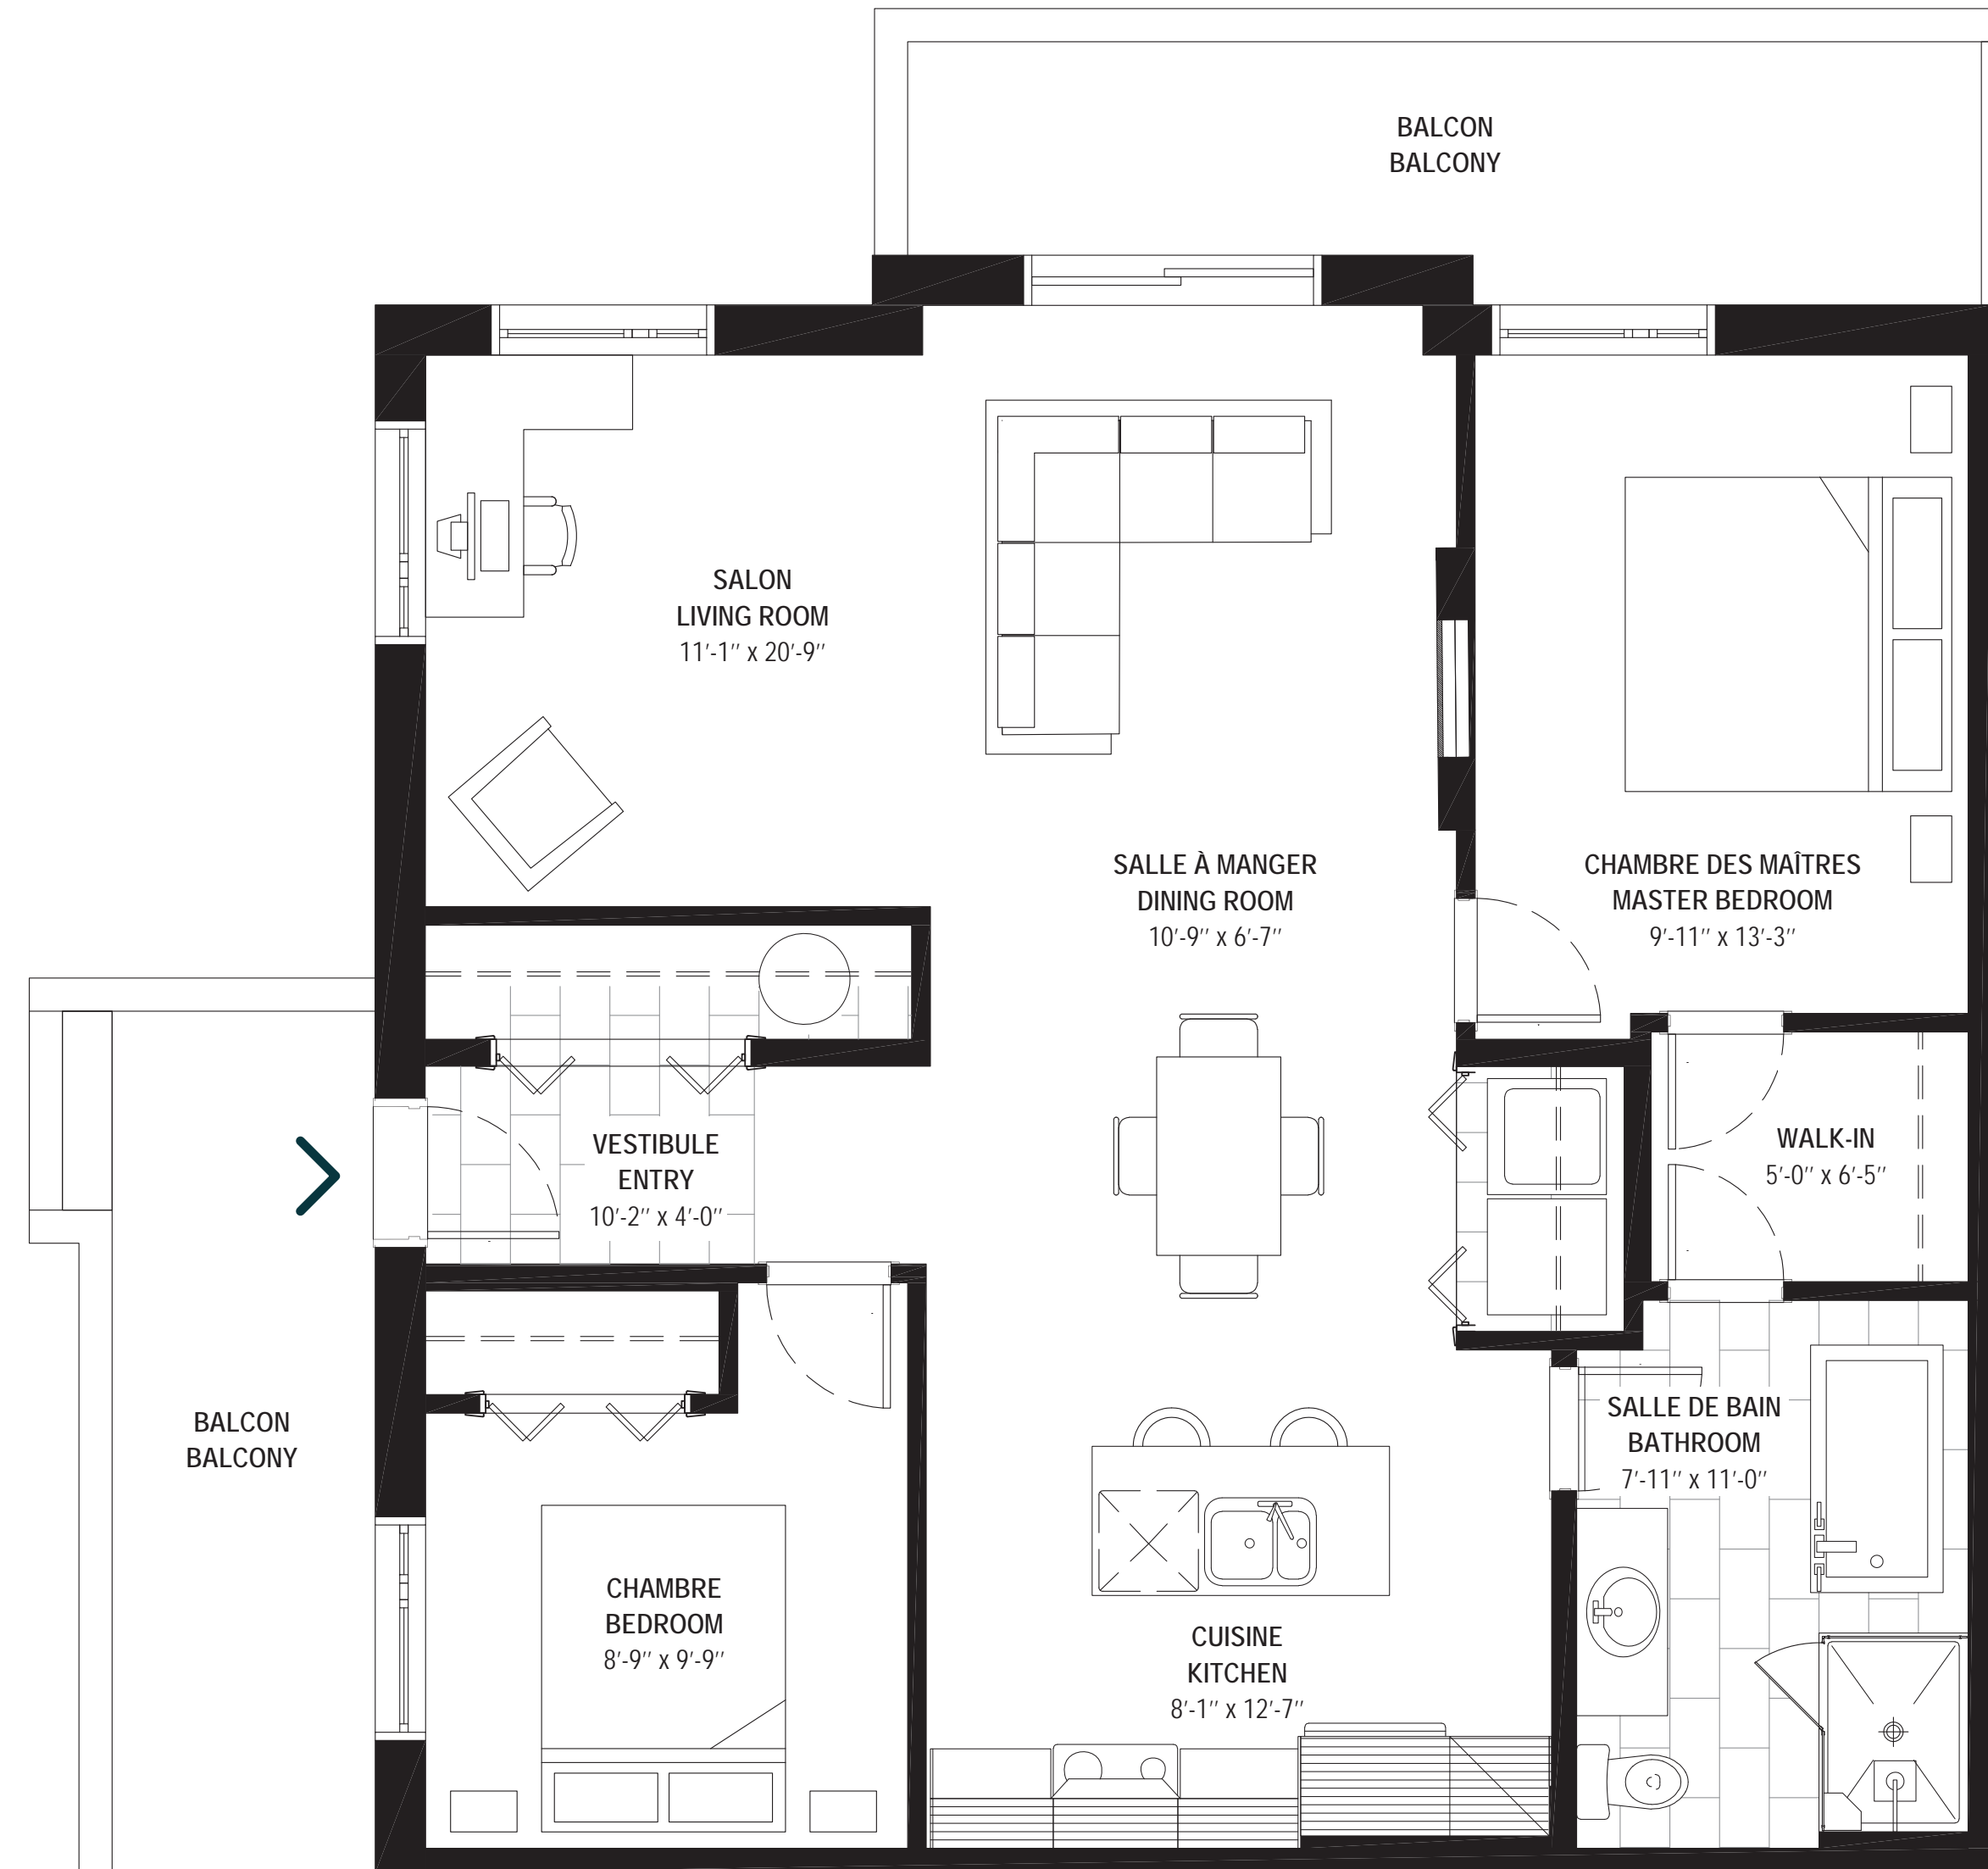 BALCON
BALCONY
SALON
LIVING ROOM
11'-1'' x 20'-9''
SALLE À MANGER
DINING ROOM
10'-9'' x 6'-7''
CHAMBRE DES MAÎTRES
MASTER BEDROOM
9'-11'' x 13'-3''
VESTIBULE
ENTRY
10'-2'' x 4'-0''
WALK-IN
5'-0'' x 6'-5''
BALCON
BALCONY
SALLE DE BAIN
BATHROOM
7'-11'' x 11'-0''
CHAMBRE
BEDROOM
8'-9'' x 9'-9''
CUISINE
KITCHEN
8'-1'' x 12'-7''